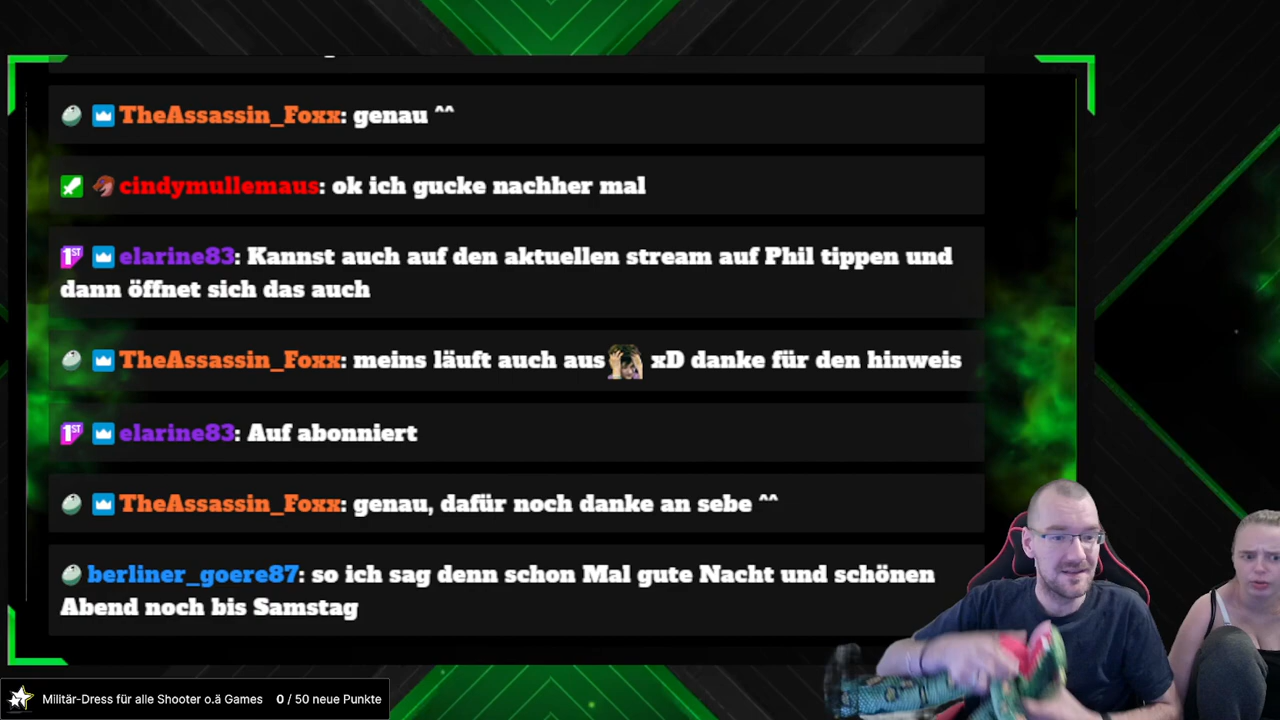 TheAssassin_Foxx: genau ^^
cindymullemaus: ok ich gucke nachher mal
1ST elarine83: Kannst auch auf den aktuellen stream auf Phil tippen und
dann öffnet sich das auch
TheAssassin_Foxx: meins läuft auch aus xD danke für den hinweis
1ST elarine83: Auf abonniert
TheAssassin_Foxx: genau, dafür noch danke an sebe ^^
berliner_goere87: so ich sag denn schon Mal gute Nacht und schönen
Abend noch bis Samstag
Militär-Dress für alle Shooter o.ä Games 0 / 50 neue Punkte